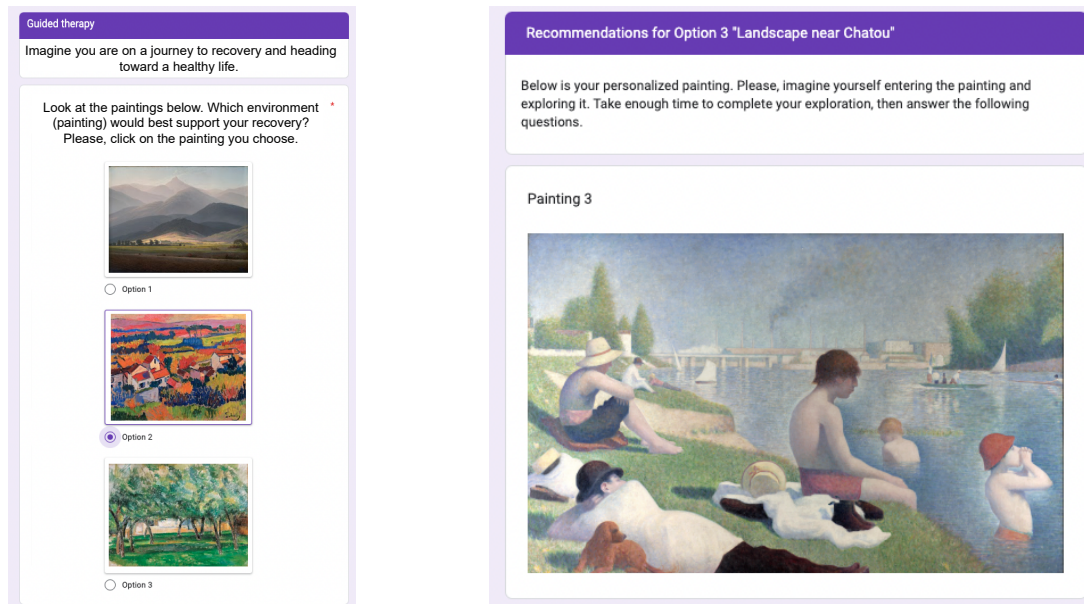 Guided therapy
Imagine you are on a journey to recovery and heading
toward a healthy life.
Look at the paintings below. Which environment *
(painting) would best support your recovery?
Please, click on the painting you choose.
Option 1
Option 2
Option 3
Recommendations for Option 3 "Landscape near Chatou"
Below is your personalized painting. Please, imagine yourself entering the painting and
exploring it. Take enough time to complete your exploration, then answer the following
questions.
Painting 3